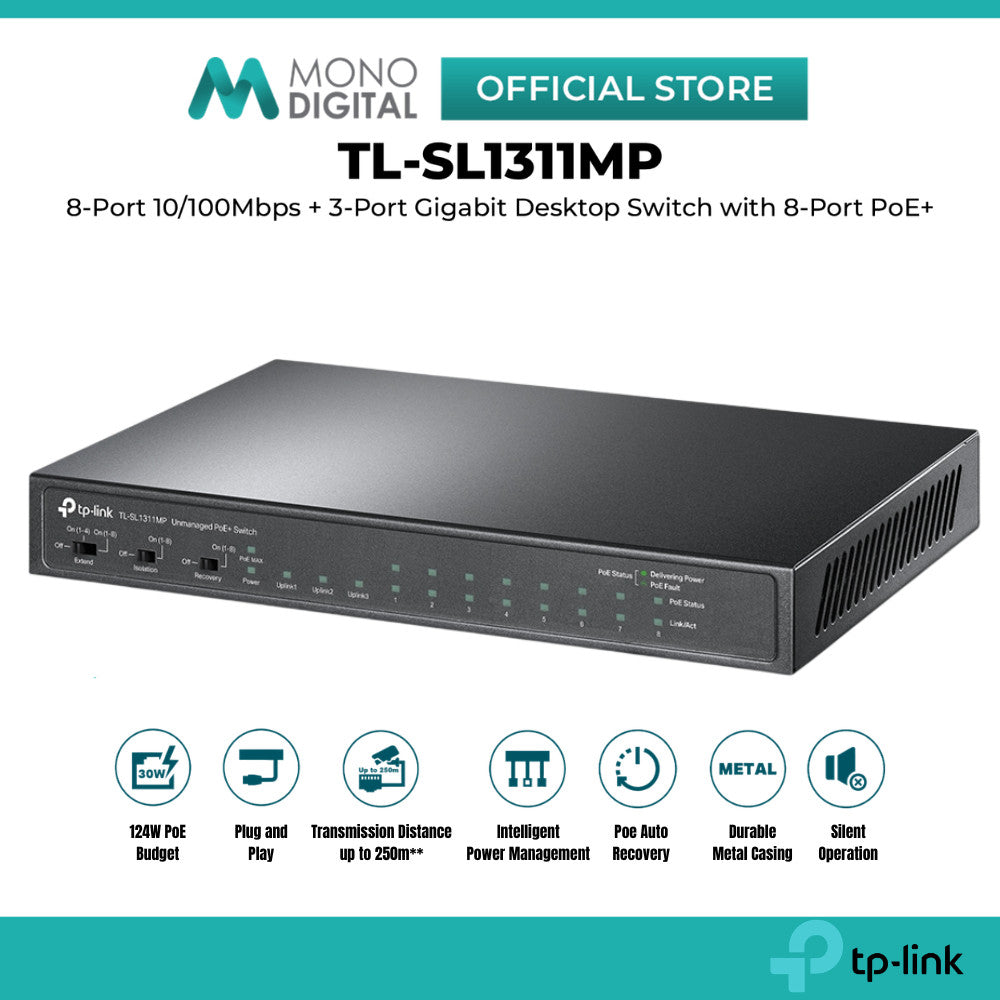 MONO
DIGITAL
OFFICIAL STORE
TL-SL1311MP
8-Port 10/100Mbps + 3-Port Gigabit Desktop Switch with 8-Port PoE+
tp-link TL-SL1311MP Unmanaged PoE+ Switch
On (1-4) On (1-8)
Off
Extend
On (1-8)
Off
Isolation
On (1-8)
Off
Recovery
PoE MAX
Power
Uplink1
Uplink2
Uplink3
1
2
3
4
5
6
7
8
PoE Status
Delivering Power
PoE Fault
PoE Status
Link/Act
30W
Up to 250m
METAL
124W PoE
Budget
Plug and
Play
Transmission Distance
up to 250m**
Intelligent
Power Management
Poe Auto
Recovery
Durable
Metal Casing
Silent
Operation
tp-link